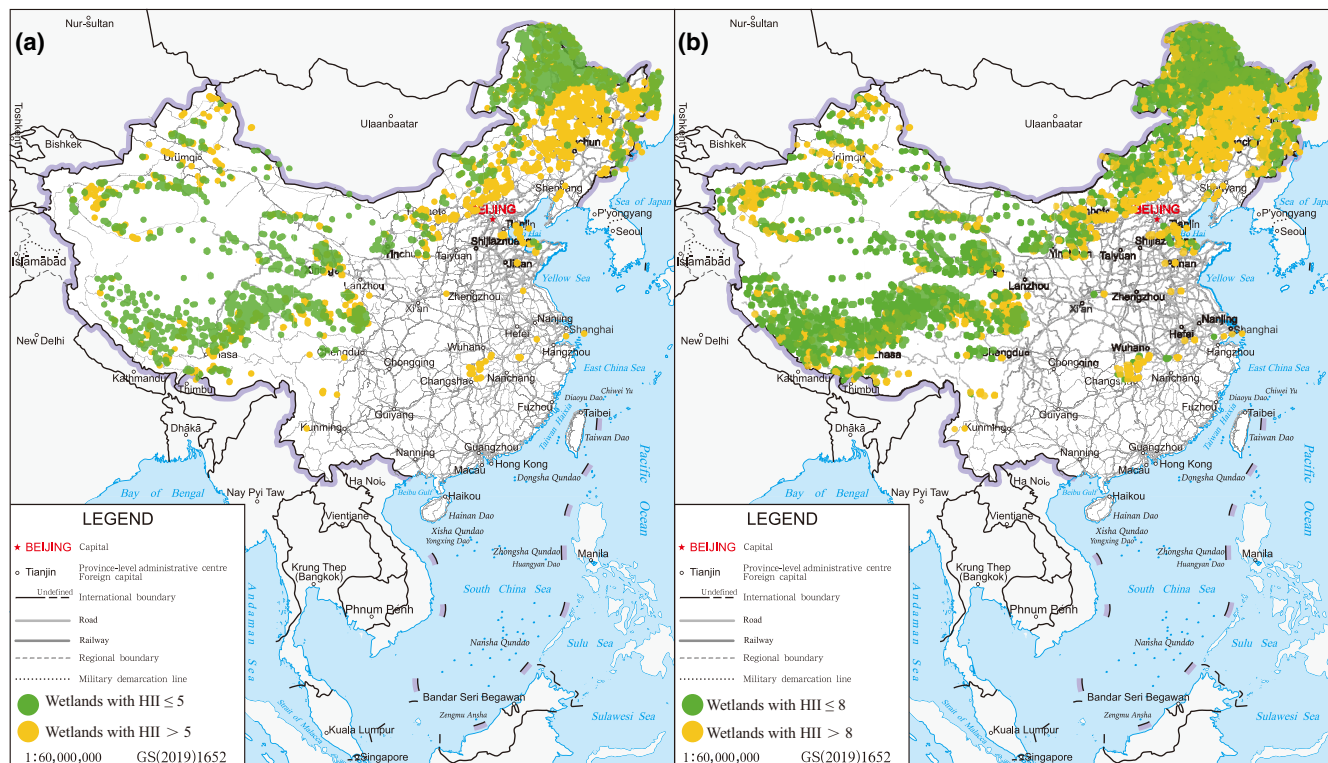 (a)
Nur-sultan
Toshkent
Bishkek
Ulaanbaatar
Ürümqi
Shenyang
Sea of Japan
BEIJING
Tianjin
P'yongyang
Seoul
Islamabad
Shijiazhuang
Yinchuan
Taiyuan
Jinan
Yellow Sea
Lanzhou
Zhengzhou
Xi'an
Nanjing
New Delhi
Hefei
Shanghai
Lhasa
Chengdu
Wuhan
Hangzhou
Kathmandu
Thimbu
Chongqing
East China Sea
Changsha
Nanchang
Chiwei Yu
Diaoyu Dao
Guiyang
Fuzhou
Taibei
Dhākā
Kunming
Taiwan Haixia
Taiwan Dao
Guangzhou
Nanning
Hong Kong
Macau
Dongsha Qundao
Pacific Ocean
Ha Noi
Bay of Bengal
Nay Pyi Taw
Beibu Gulf
Haikou
Hainan Dao
Vientiane
Xisha Qundao
Yongxing Dao
Zhongsha Qundao
Huangyan Dao
Manila
Krung Thep
(Bangkok)
South China Sea
Phnum Penh
Andaman Sea
Nansha Qundao
Sulu Sea
Bandar Seri Begawan
Zengmu Ansha
Sulawesi Sea
Kuala Lumpur
Singapore
LEGEND
BEIJING Capital
Tianjin Province-level administrative centre
Foreign capital
Undefined International boundary
Road
Railway
Regional boundary
Military demarcation line
Wetlands with HII ≤ 5
Wetlands with HII > 5
1:60,000,000 GS(2019)1652
(b)
Nur-sultan
Toshkent
Bishkek
Ulaanbaatar
Ürümqi
Shenyang
Sea of Japan
BEIJING
P'yongyang
Seoul
Islamabad
Taiyuan
Jinan
Yellow Sea
Lanzhou
Zhengzhou
Xi'an
Nanjing
New Delhi
Hefei
Shanghai
Lhasa
Chengdu
Wuhan
Hangzhou
Kathmandu
Thimbu
Chongqing
East China Sea
Changsha
Nanchang
Chiwei Yu
Diaoyu Dao
Guiyang
Fuzhou
Taibei
Dhākā
Kunming
Taiwan Haixia
Taiwan Dao
Guangzhou
Nanning
Hong Kong
Macau
Dongsha Qundao
Pacific Ocean
Ha Noi
Bay of Bengal
Nay Pyi Taw
Beibu Gulf
Haikou
Hainan Dao
Vientiane
Xisha Qundao
Yongxing Dao
Zhongsha Qundao
Huangyan Dao
Manila
Krung Thep
(Bangkok)
South China Sea
Phnum Penh
Andaman Sea
Nansha Qundao
Sulu Sea
Bandar Seri Begawan
Zengmu Ansha
Sulawesi Sea
Kuala Lumpur
Singapore
LEGEND
BEIJING Capital
Tianjin Province-level administrative centre
Foreign capital
Undefined International boundary
Road
Railway
Regional boundary
Military demarcation line
Wetlands with HII ≤ 8
Wetlands with HII > 8
1:60,000,000 GS(2019)1652